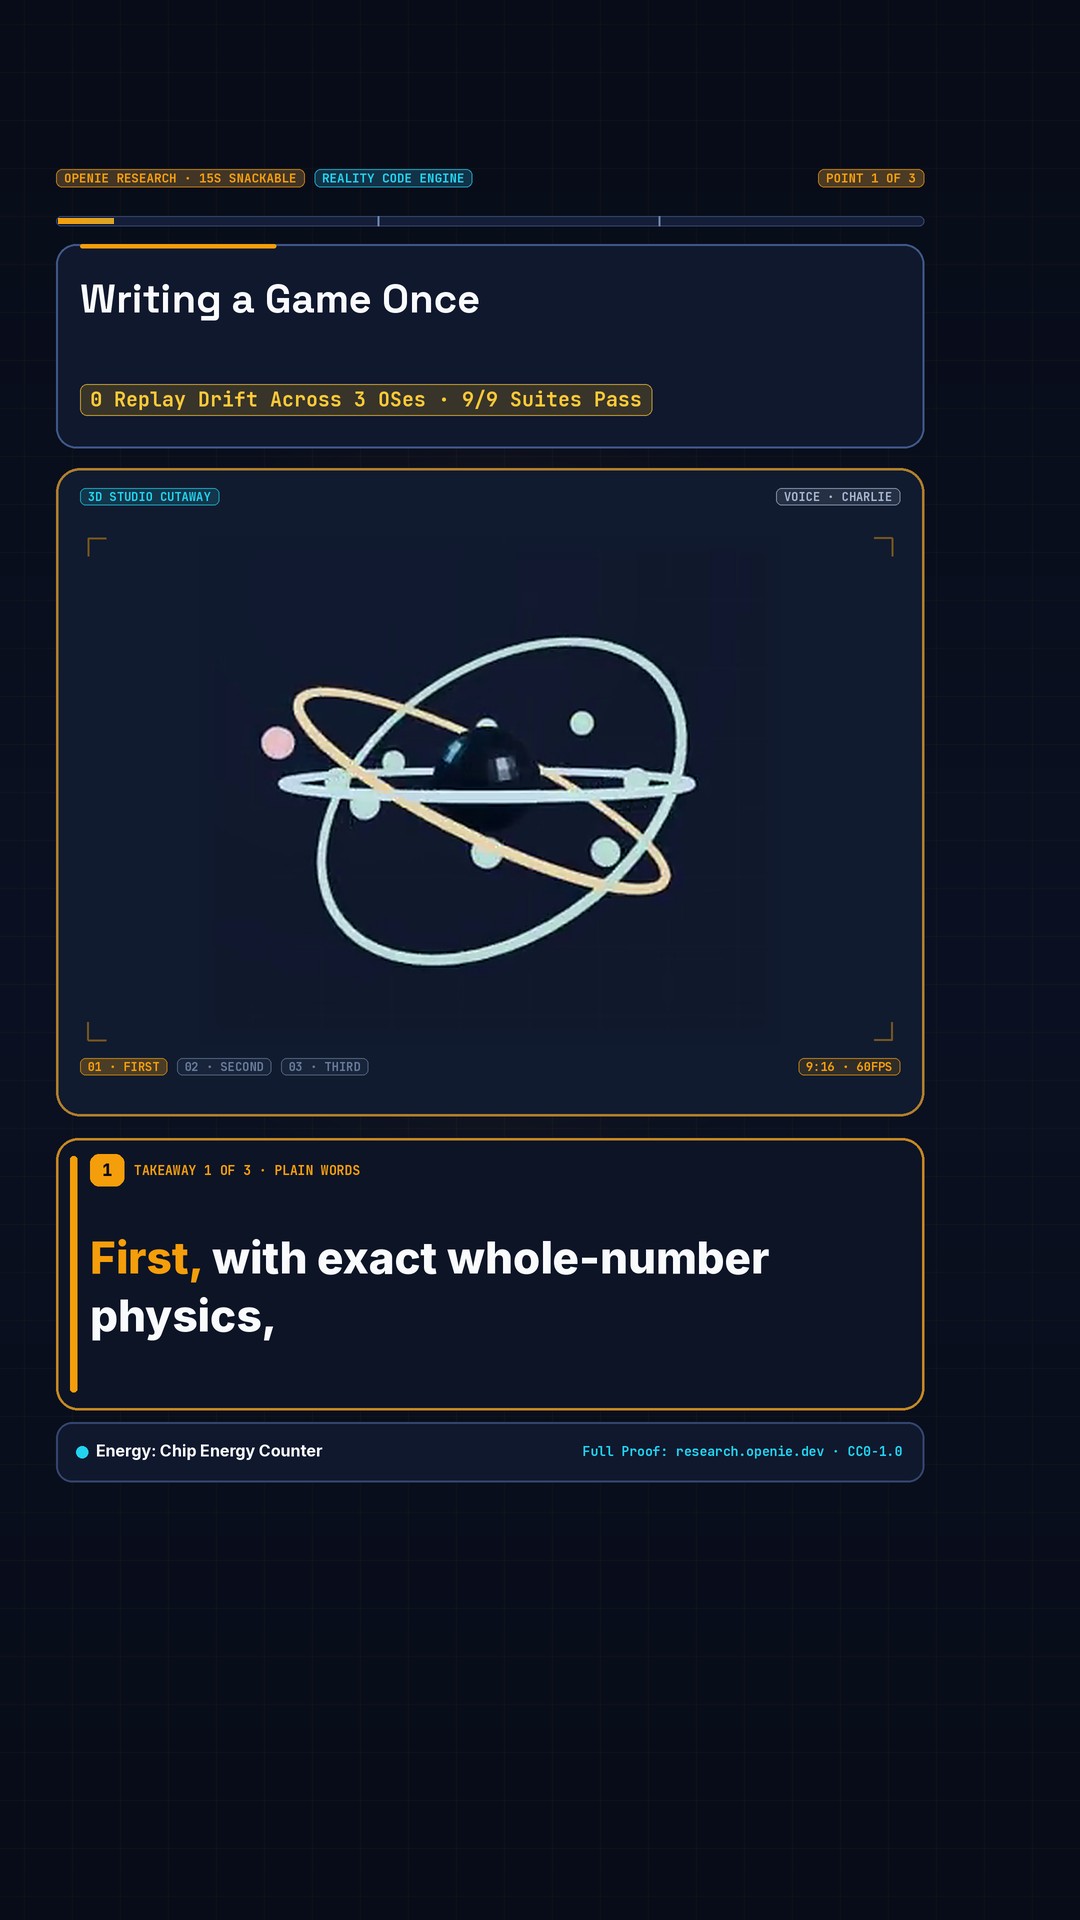 OPENIE RESEARCH · 15S SNACKABLE
REALITY CODE ENGINE
POINT 1 OF 3
Writing a Game Once
0 Replay Drift Across 3 OSes · 9/9 Suites Pass
3D STUDIO CUTAWAY
VOICE · CHARLIE
01 · FIRST
02 · SECOND
03 · THIRD
9:16 · 60FPS
1
TAKEAWAY 1 OF 3 · PLAIN WORDS
First, with exact whole-number
physics,
Energy: Chip Energy Counter
Full Proof: research.openie.dev · CC0-1.0